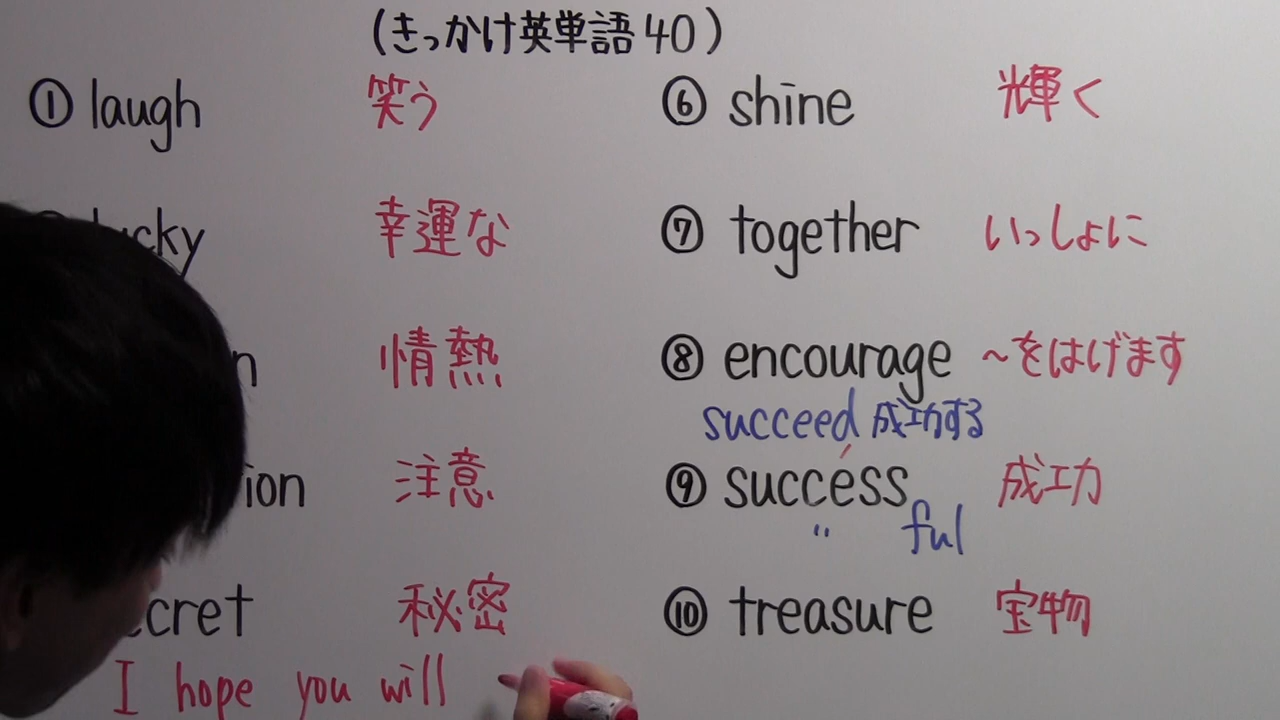 (きっかけ英単語40)
① laugh 笑う
幸運な
情熱
注意
秘密
I hope you will
⑥ shine 輝く
⑦ together いっしょに
⑧ encourage ~をはげます
succeed 成功する
⑨ success 成功
〃 ful
⑩ treasure 宝物